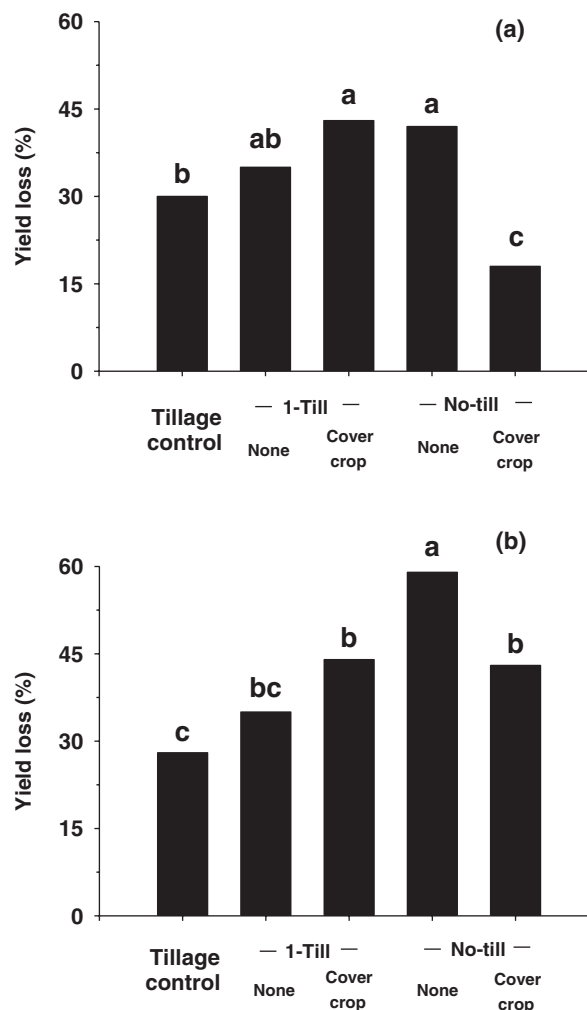 (a)
60
45
30
15
0
Yield loss (%)
b
ab
a
a
c
Tillage
control
— 1-Till —
— No-till —
None
Cover
crop
None
Cover
crop
(b)
60
45
30
15
0
Yield loss (%)
c
bc
b
a
b
Tillage
control
— 1-Till —
— No-till —
None
Cover
crop
None
Cover
crop